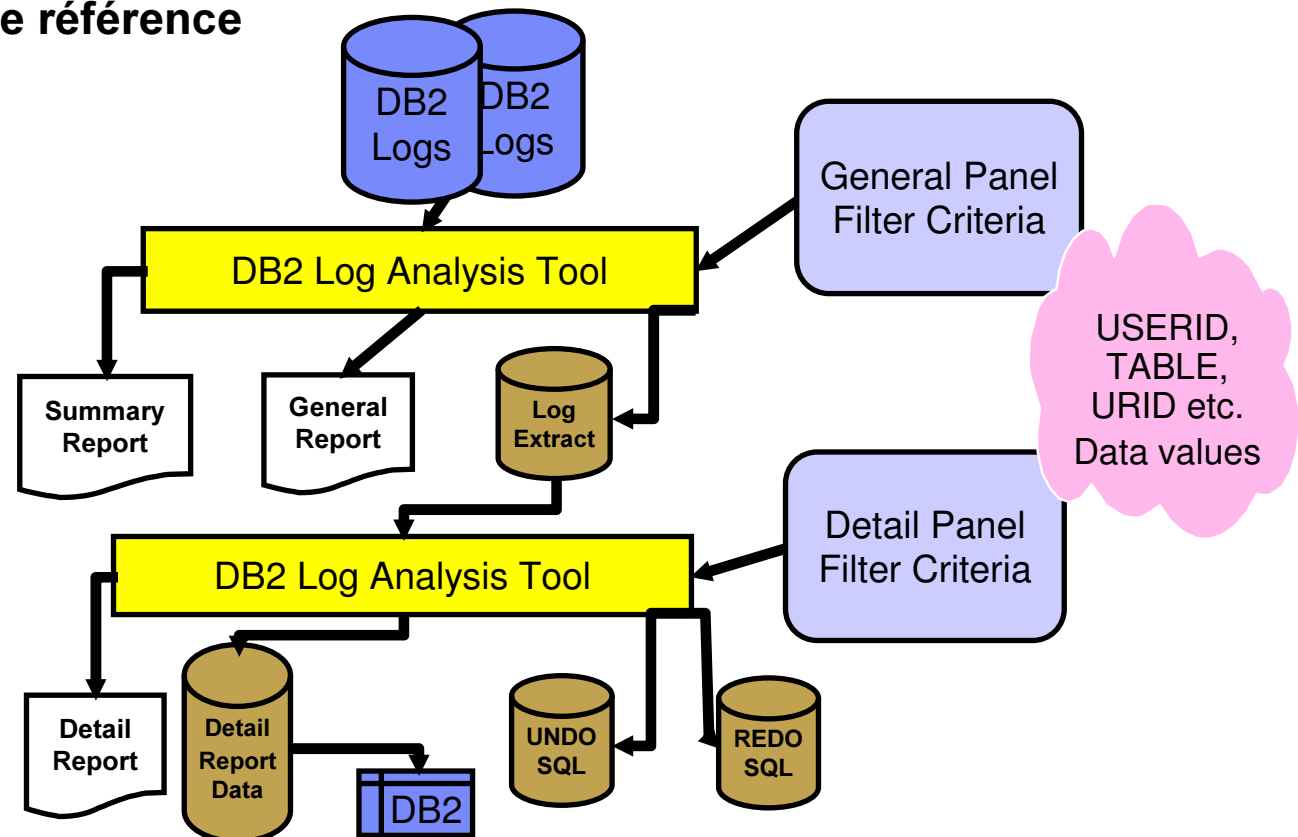 e référence
DB2
Logs
DB2
Logs
General Panel
Filter Criteria
DB2 Log Analysis Tool
USERID,
TABLE,
URID etc.
Data values
Summary
Report
General
Report
Log
Extract
Detail Panel
Filter Criteria
DB2 Log Analysis Tool
Detail
Report
Detail
Report
Data
UNDO
SQL
REDO
SQL
DB2